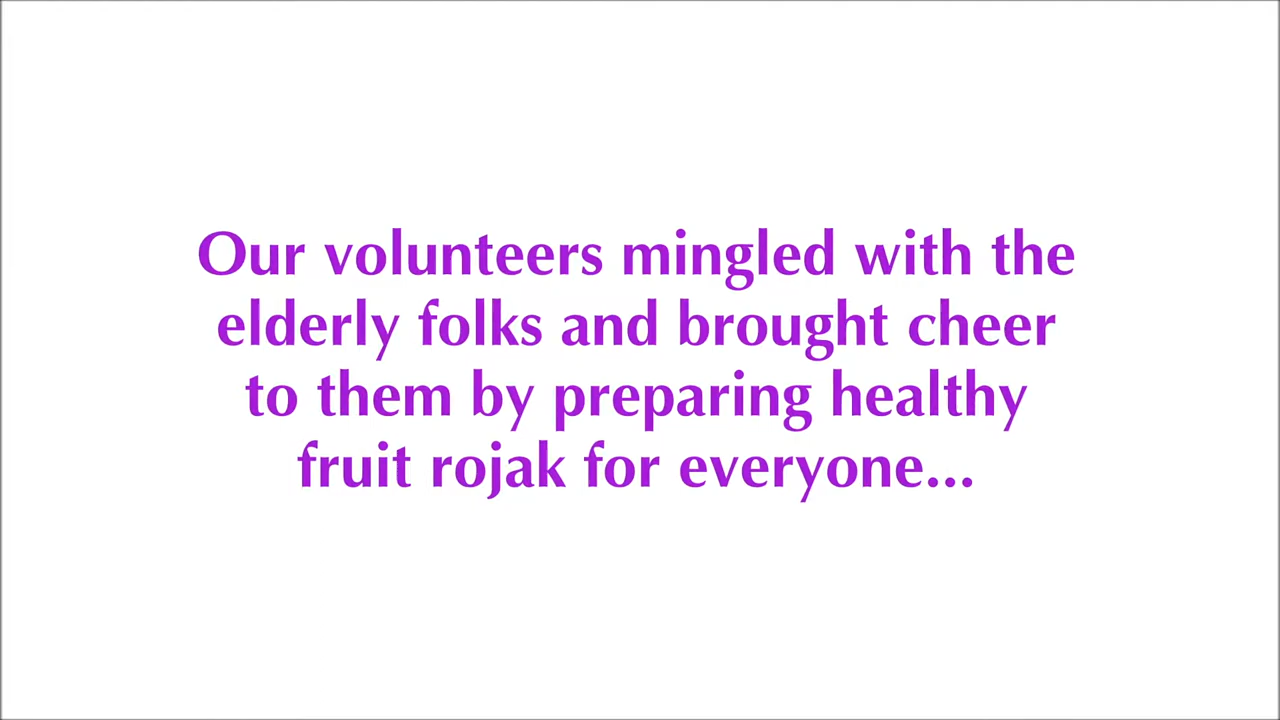 Our volunteers mingled with the
elderly folks and brought cheer
to them by preparing healthy
fruit rojak for everyone...